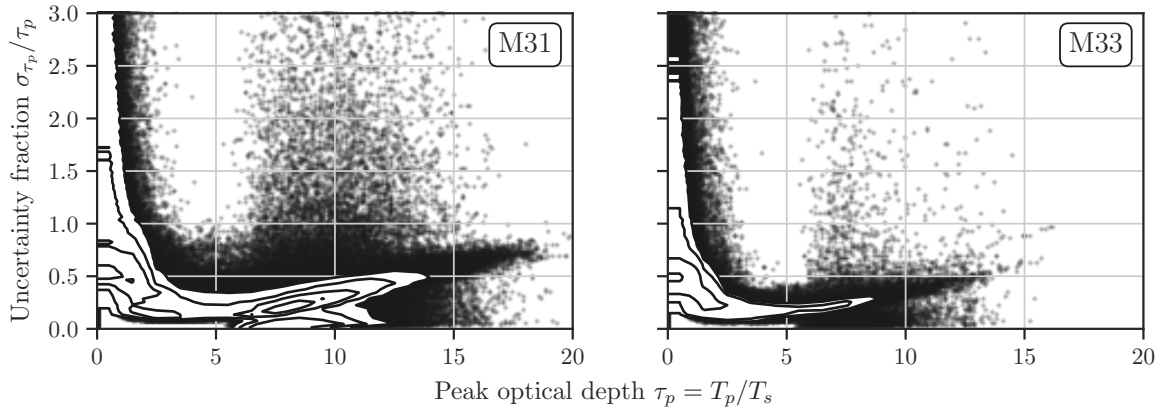 Uncertainty fraction σ_{τ_p}/τ_p
3.0
2.5
2.0
1.5
1.0
0.5
0.0
M31
0 5 10 15 20
M33
0 5 10 15 20
Peak optical depth τ_p = T_p/T_s